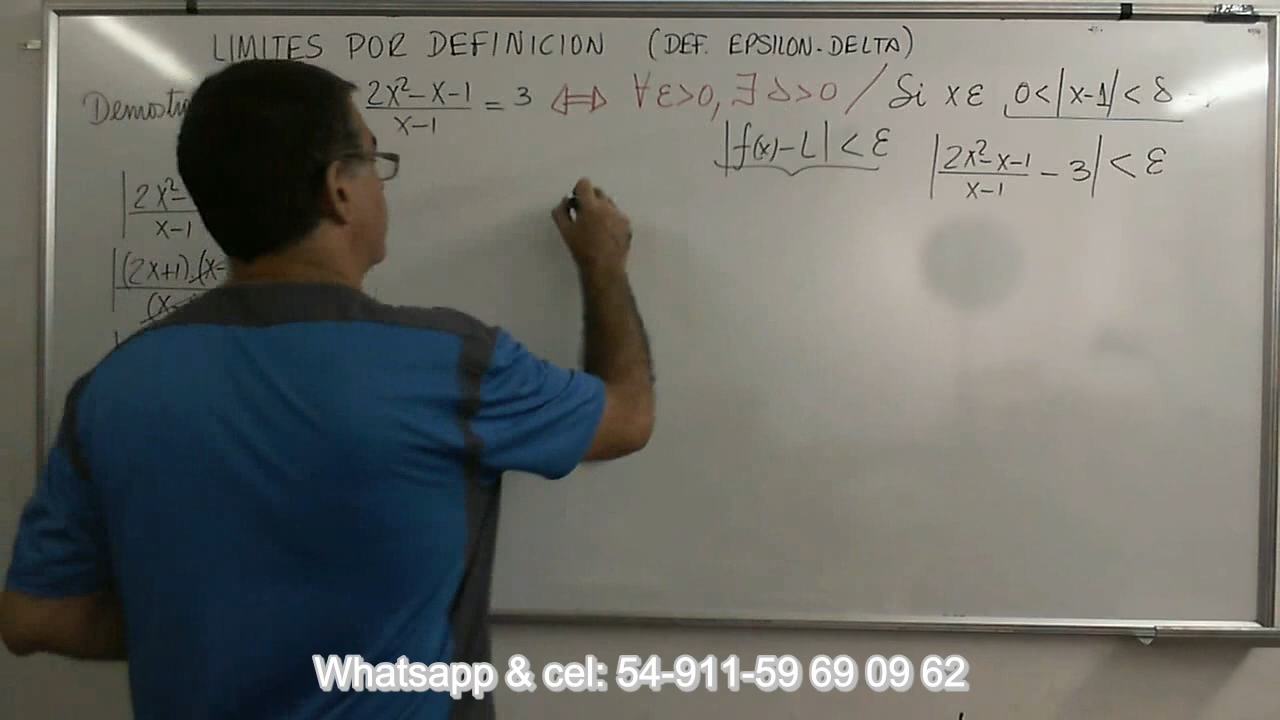 LIMITES POR DEFINICION (DEF. EPSILON-DELTA)
2x²-x-1 / x-1 = 3 ⇔ ∀ε>0, ∃δ>0 / Si x ε 0<|x-1|<δ
|f(x)-L|<ε |2x²-x-1 / x-1 - 3|<ε
|2x²-
x-1
|(2x+1).(x-
(x-
Whatsapp & cel: 54-911-59 69 09 62